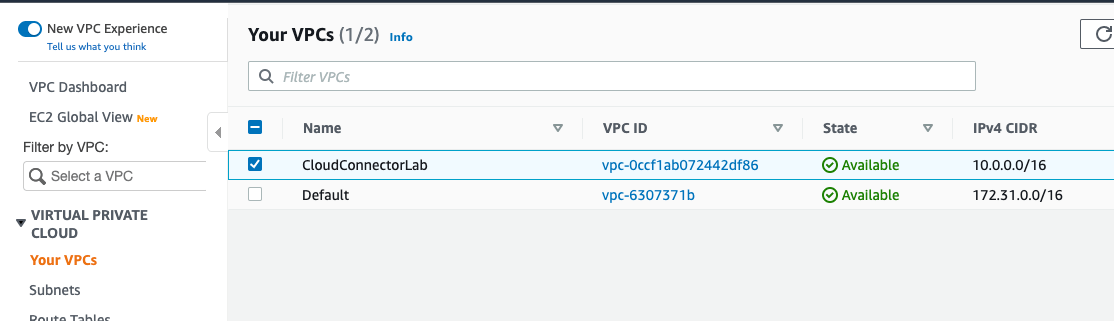 New VPC Experience
Tell us what you think
VPC Dashboard
EC2 Global View New
Filter by VPC:
Select a VPC
VIRTUAL PRIVATE
CLOUD
Your VPCs
Subnets
Route Tables
Your VPCs (1/2) Info
Filter VPCs
Name VPC ID State IPv4 CIDR
CloudConnectorLab vpc-0ccf1ab072442df86 Available 10.0.0.0/16
Default vpc-6307371b Available 172.31.0.0/16